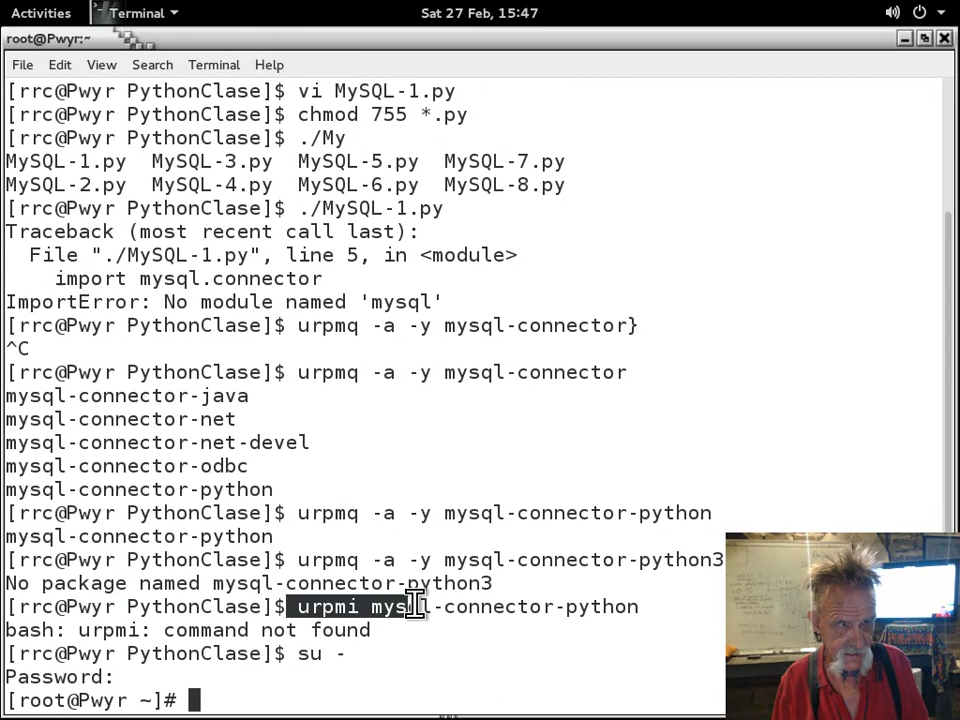 Activities Terminal Sat 27 Feb, 15:47
root@Pwyr:~
File Edit View Search Terminal Help
[rrc@Pwyr PythonClase]$ vi MySQL-1.py
[rrc@Pwyr PythonClase]$ chmod 755 *.py
[rrc@Pwyr PythonClase]$ ./My
MySQL-1.py MySQL-3.py MySQL-5.py MySQL-7.py
MySQL-2.py MySQL-4.py MySQL-6.py MySQL-8.py
[rrc@Pwyr PythonClase]$ ./MySQL-1.py
Traceback (most recent call last):
File "./MySQL-1.py", line 5, in <module>
import mysql.connector
ImportError: No module named 'mysql'
[rrc@Pwyr PythonClase]$ urpmq -a -y mysql-connector}
^C
[rrc@Pwyr PythonClase]$ urpmq -a -y mysql-connector
mysql-connector-java
mysql-connector-net
mysql-connector-net-devel
mysql-connector-odbc
mysql-connector-python
[rrc@Pwyr PythonClase]$ urpmq -a -y mysql-connector-python
mysql-connector-python
[rrc@Pwyr PythonClase]$ urpmq -a -y mysql-connector-python3
No package named mysql-connector-python3
[rrc@Pwyr PythonClase]$ urpmi mysql-connector-python
bash: urpmi: command not found
[rrc@Pwyr PythonClase]$ su -
Password:
[root@Pwyr ~]#